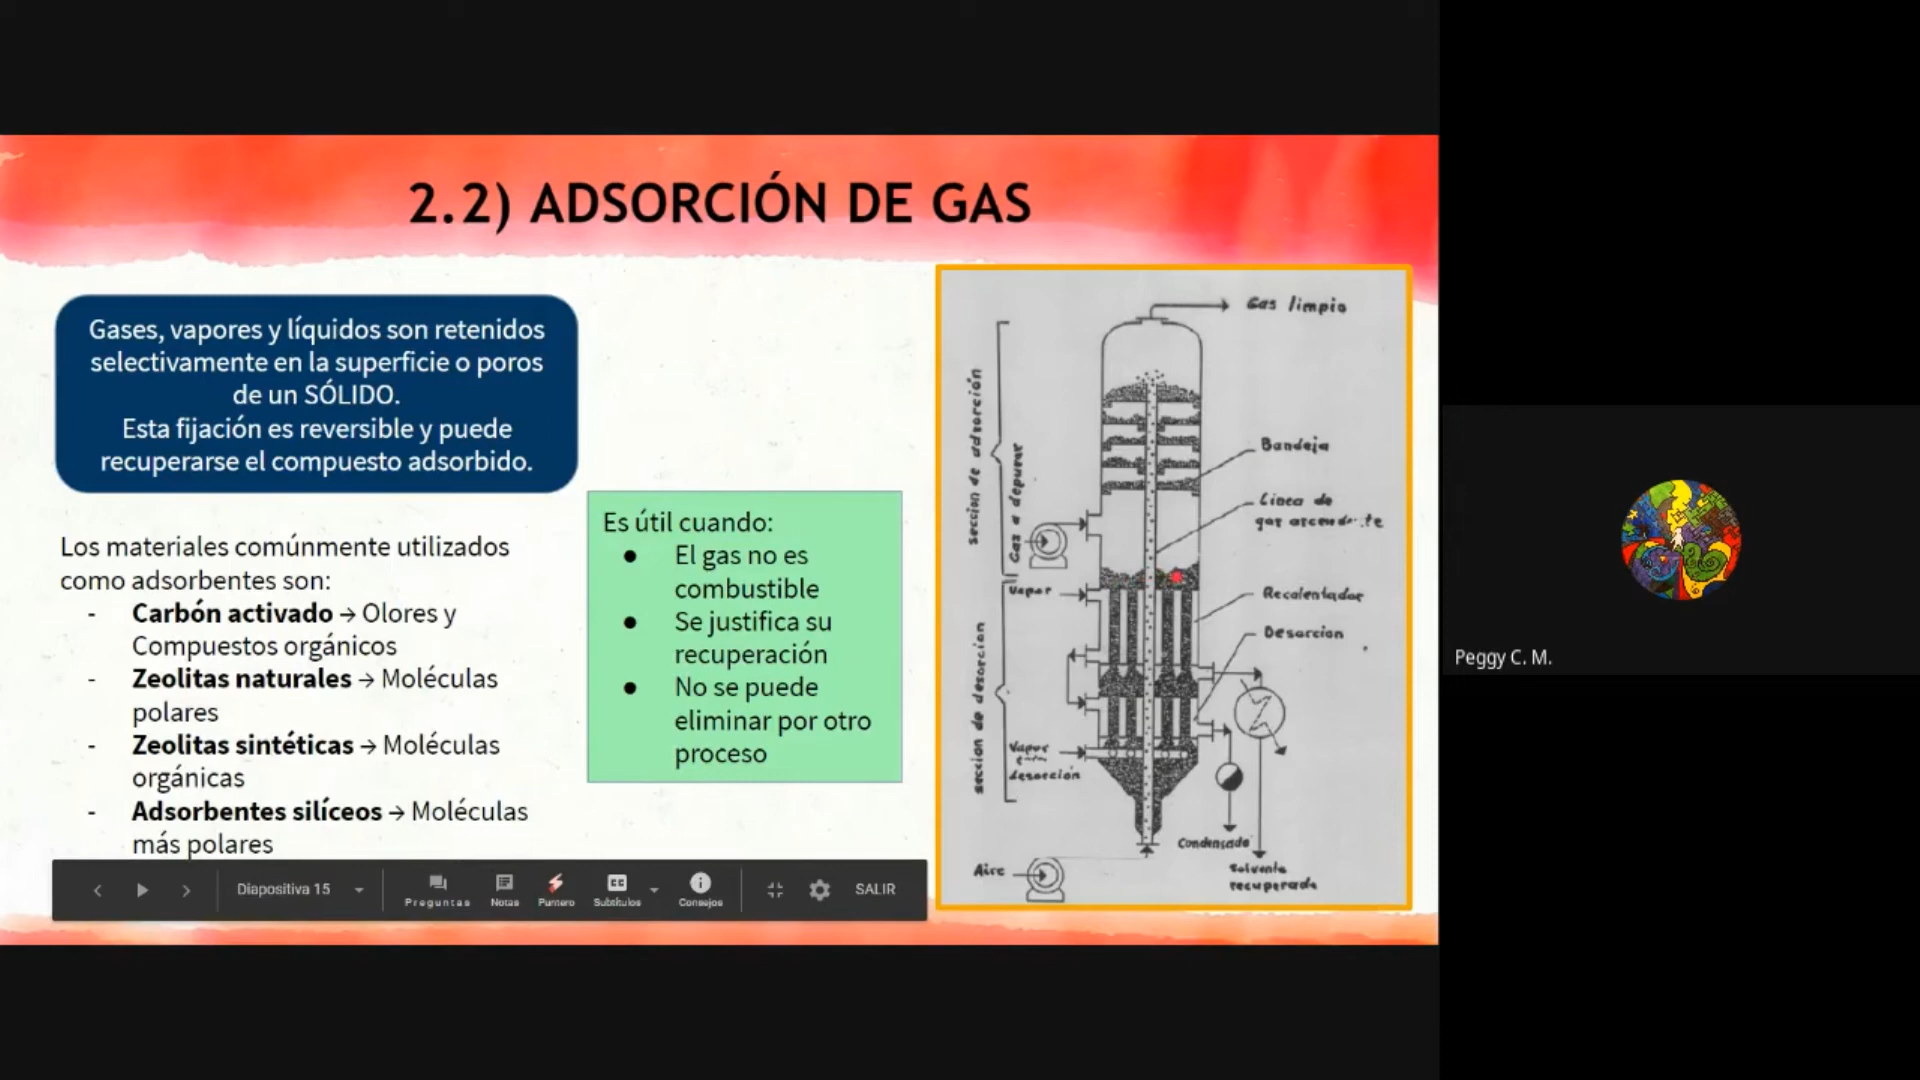 2.2) ADSORCIÓN DE GAS
Gases, vapores y líquidos son retenidos
selectivamente en la superficie o poros
de un SÓLIDO.
Esta fijación es reversible y puede
recuperarse el compuesto adsorbido.
Los materiales comúnmente utilizados
como adsorbentes son:
- Carbón activado → Olores y
Compuestos orgánicos
- Zeolitas naturales → Moléculas
polares
- Zeolitas sintéticas → Moléculas
orgánicas
- Adsorbentes silíceos → Moléculas
más polares
Es útil cuando:
● El gas no es
combustible
● Se justifica su
recuperación
● No se puede
eliminar por otro
proceso
Gas limpio
sección de adsorción
Gas a depurar
Bandeja
Linea de
gas ascendente
Vapor
Recalentador
Desorcion
sección de desorcion
Vapor
desorción
Condensado
Aire
Solvente
recuperado
Diapositiva 15
Preguntas
Notas
Puntero
Subtítulos
Consejos
SALIR
Peggy C. M.